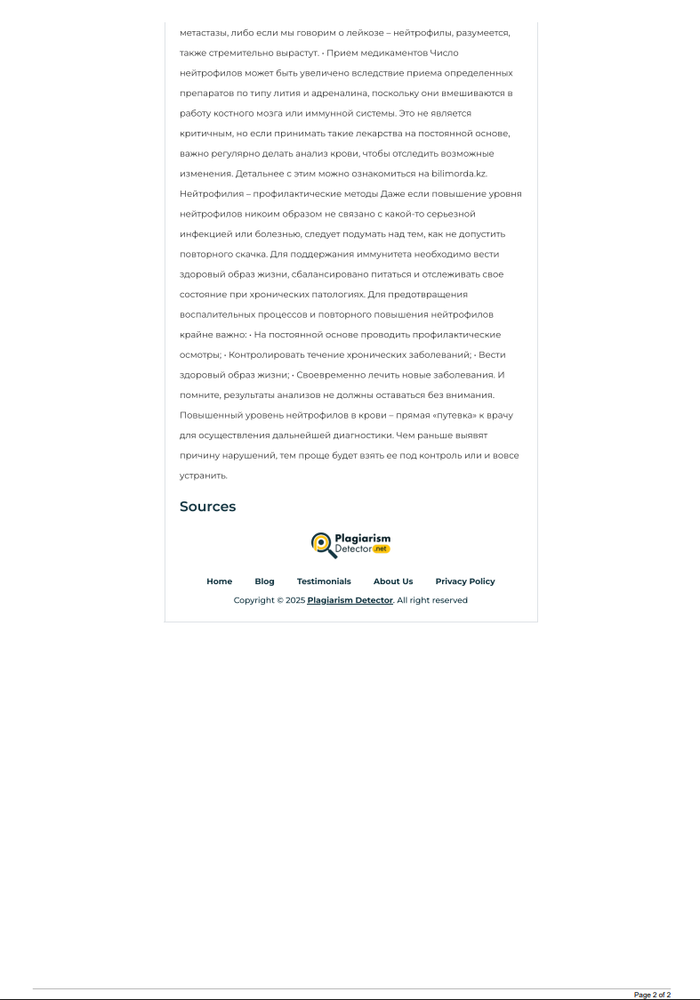 метастазы, либо если мы говорим о лейкозе – нейтрофилы, разумеется,
также стремительно вырастут. • Прием медикаментов Число
нейтрофилов может быть увеличено вследствие приема определенных
препаратов по типу лития и адреналина, поскольку они вмешиваются в
работу костного мозга или иммунной системы. Это не является
критичным, но если принимать такие лекарства на постоянной основе,
важно регулярно делать анализ крови, чтобы отследить возможные
изменения. Детальнее с этим можно ознакомиться на bilimorda.kz.
Нейтрофилия – профилактические методы Даже если повышение уровня
нейтрофилов никоим образом не связано с какой-то серьезной
инфекцией или болезнью, следует подумать над тем, как не допустить
повторного скачка. Для поддержания иммунитета необходимо вести
здоровый образ жизни, сбалансировано питаться и отслеживать свое
состояние при хронических патологиях. Для предотвращения
воспалительных процессов и повторного повышения нейтрофилов
крайне важно: • На постоянной основе проводить профилактические
осмотры; • Контролировать течение хронических заболеваний; • Вести
здоровый образ жизни; • Своевременно лечить новые заболевания. И
помните, результаты анализов не должны оставаться без внимания.
Повышенный уровень нейтрофилов в крови – прямая «путевка» к врачу
для осуществления дальнейшей диагностики. Чем раньше выявят
причину нарушений, тем проще будет взять ее под контроль или и вовсе
устранить.
Sources
Plagiarism
Detector .net
Home Blog Testimonials About Us Privacy Policy
Copyright © 2025 Plagiarism Detector. All right reserved
Page 2 of 2